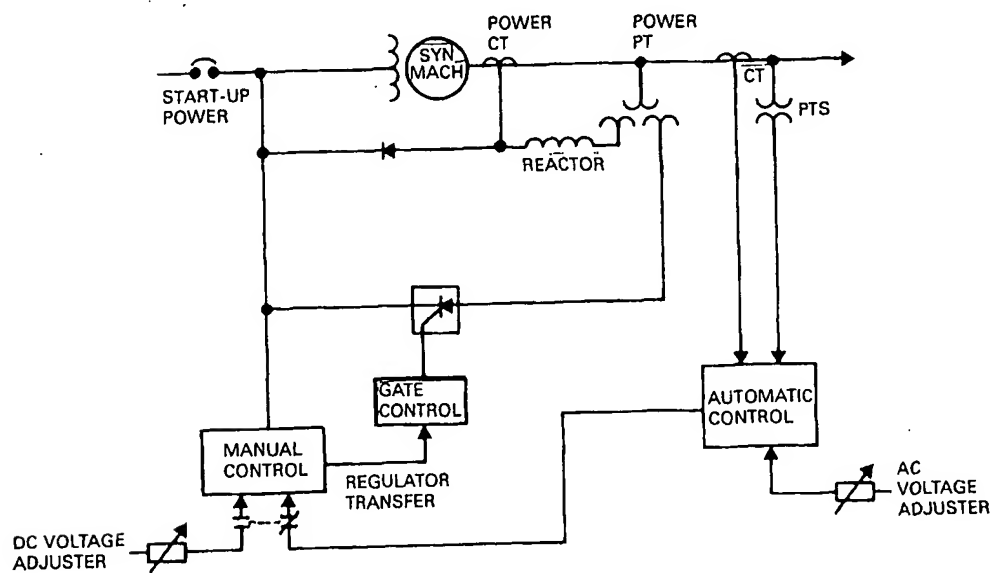 POWER
CT
POWER
PT
SYN
MACH
CT
START-UP
POWER
PTS
REACTOR
GATE
CONTROL
AUTOMATIC
CONTROL
MANUAL
CONTROL
REGULATOR
TRANSFER
AC
VOLTAGE
ADJUSTER
DC VOLTAGE
ADJUSTER